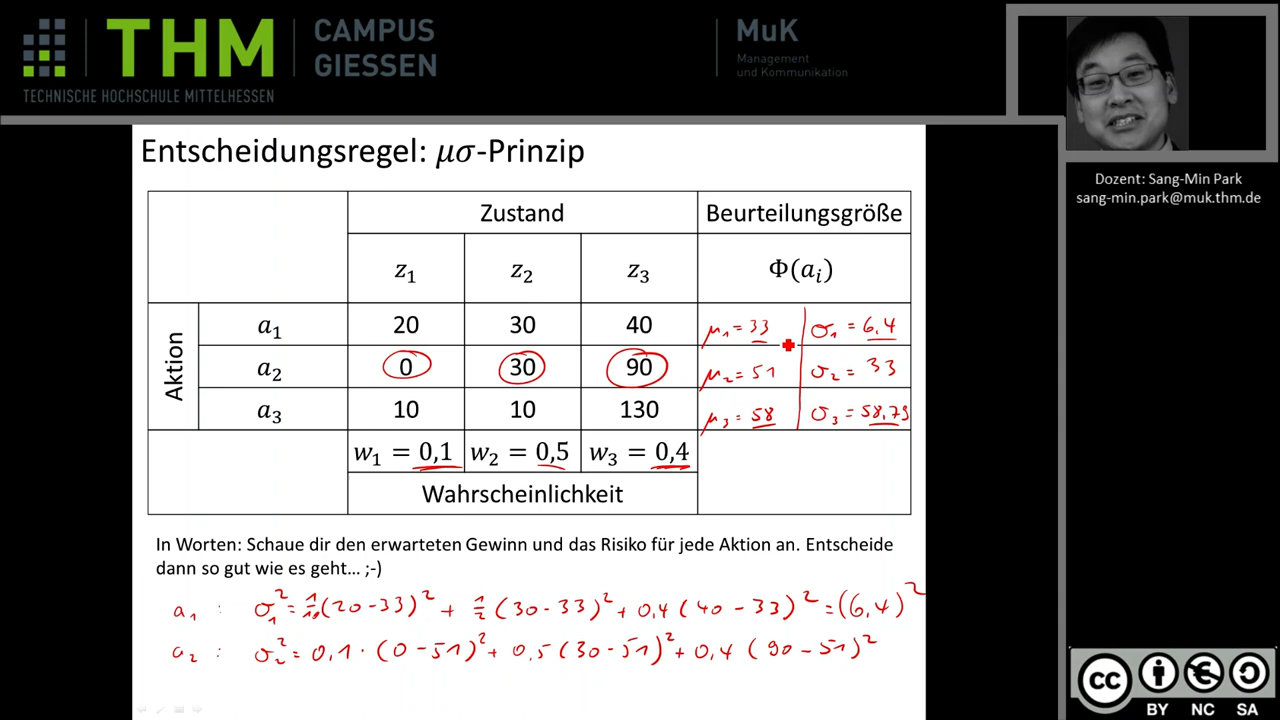 THM
CAMPUS
GIESSEN
TECHNISCHE HOCHSCHULE MITTELHESSEN
MuK
Management
und Kommunikation
Dozent: Sang-Min Park
sang-min.park@muk.thm.de
Entscheidungsregel: μσ-Prinzip
Zustand Beurteilungsgröße
z₁ z₂ z₃ Φ(aᵢ)
Aktion
a₁ 20 30 40 μ₁ = 33 σ₁ = 6,4
a₂ 0 30 90 μ₂ = 51 σ₂ = 33
a₃ 10 10 130 μ₃ = 58 σ₃ = 58,79
w₁ = 0,1 w₂ = 0,5 w₃ = 0,4
Wahrscheinlichkeit
In Worten: Schaue dir den erwarteten Gewinn und das Risiko für jede Aktion an. Entscheide
dann so gut wie es geht… ;-)
a₁ : σ₁² = 1/10 (20 - 33)² + 1/2 (30 - 33)² + 0,4 (40 - 33)² = (6,4)²
a₂ : σ₂² = 0,1 · (0 - 51)² + 0,5 (30 - 51)² + 0,4 (90 - 51)²
cc
BY NC SA